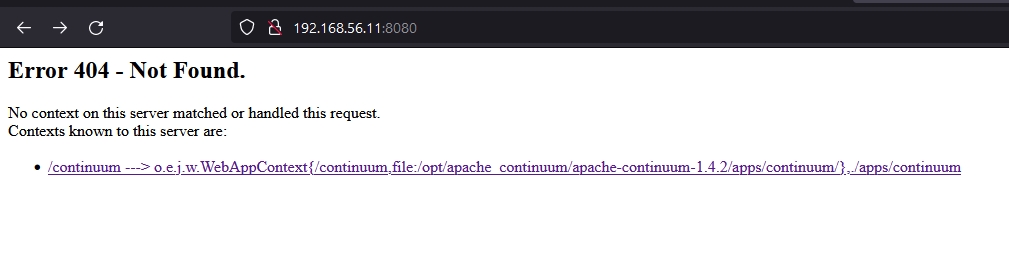 192.168.56.11:8080
Error 404 - Not Found.
No context on this server matched or handled this request.
Contexts known to this server are:
/continuum ---> o.e.j.w.WebAppContext{/continuum,file:/opt/apache_continuum/apache-continuum-1.4.2/apps/continuum/},./apps/continuum